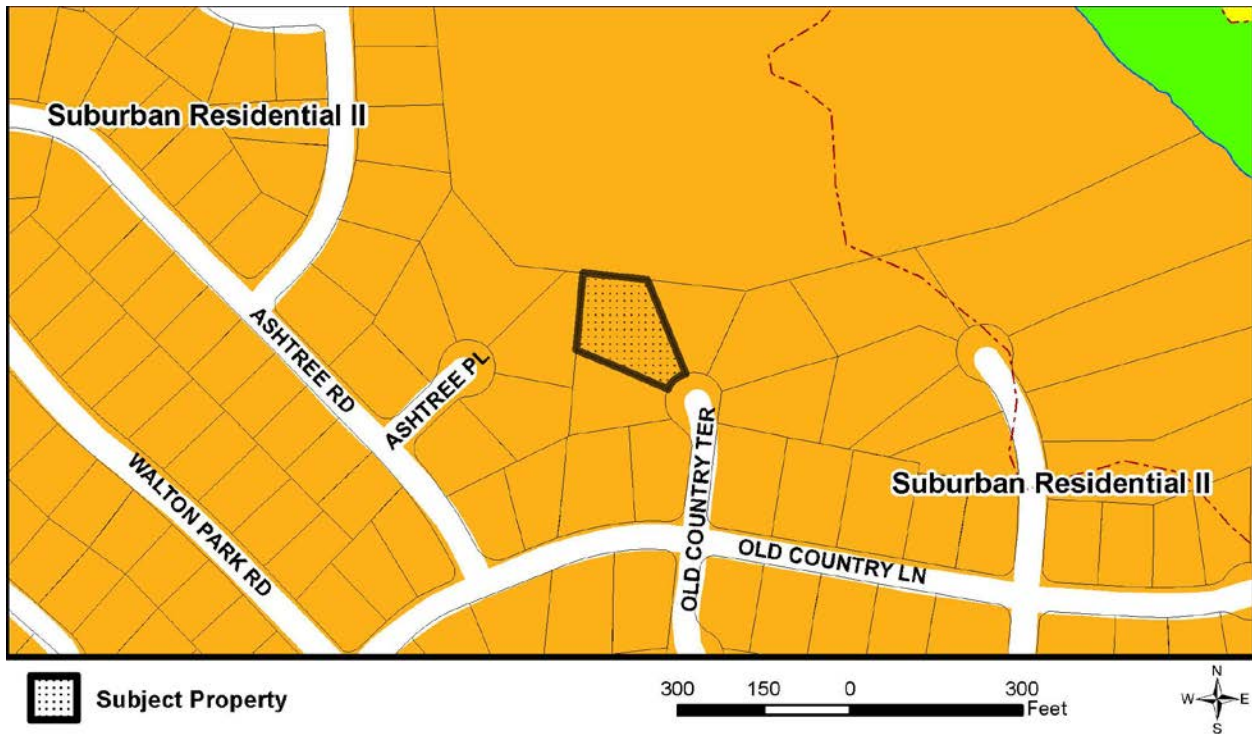 Suburban Residential II
ASHTREE RD
ASHTREE PL
WALTON PARK RD
OLD COUNTRY TER
Suburban Residential II
OLD COUNTRY LN
Subject Property
300 150 0 300
Feet
N
W E
S